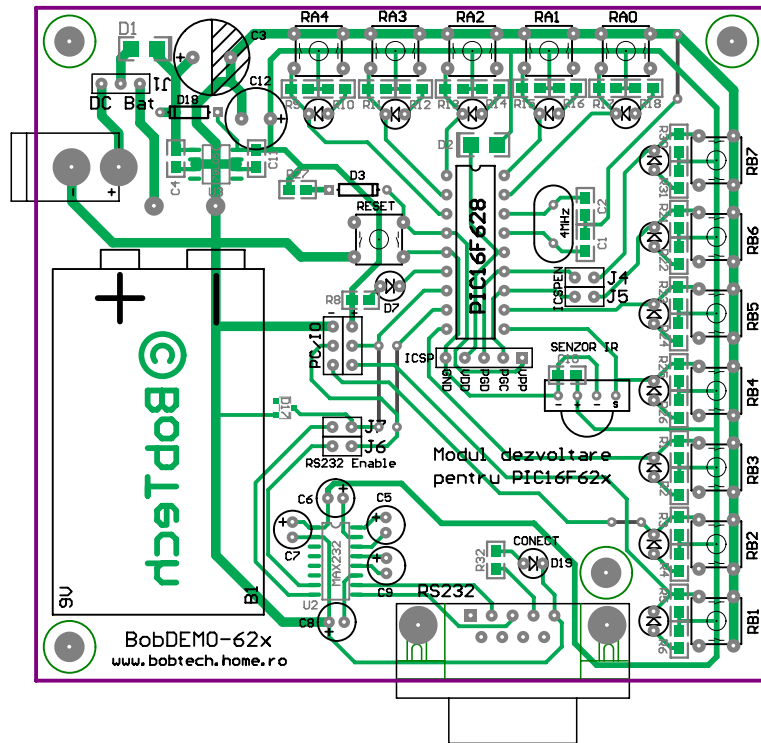 RA4
RA3
RA2
RA1
RA0
D1
C3
J1
DC Bat
D18
C12
R9
R10
R11
R12
R13
R14
R15
R16
R17
R18
D2
C4
C11
+
D3
RESET
PIC16F628
4MHz
C2
C1
RB7
RB6
RB5
RB4
RB3
RB2
RB1
R8
D7
ICSPEN
J4
J5
PC/IO
ICSP
GND
VDD
PGD
PGC
VPP
SENZOR IR
D10
- + - S
©BobTech
D17
J7
J6
RS232 Enable
Modul dezvoltare
pentru PIC16F62x
C6
C5
C7
MAX232
C9
U2
C8
CONECT
R32
D19
RS232
9V
B1
BobDEMO-62x
www.bobtech.home.ro